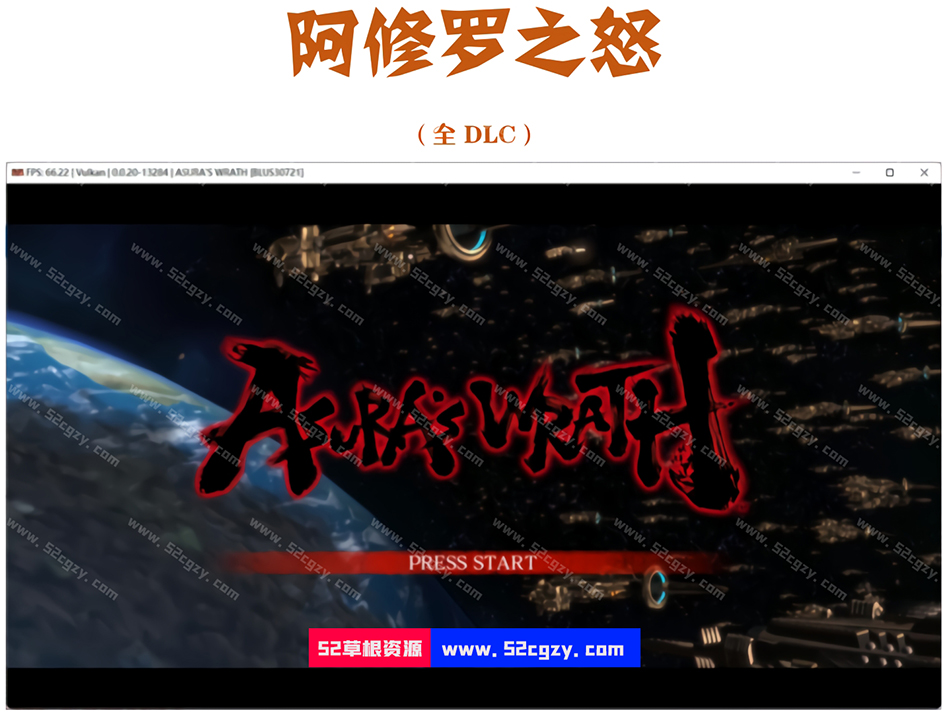 阿修罗之怒
（全 DLC）
FPS: 66.22 | Vulkan | 0.0.20-13284 | ASURA'S WRATH [BLUS30721]
ASURA'S WRATH
PRESS START
52草根资源 www.52cgzy.com
www.52cgzy.com